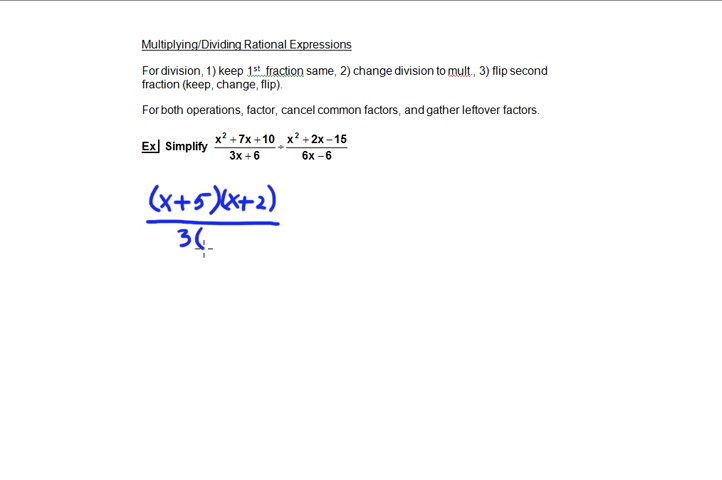 Multiplying/Dividing Rational Expressions
For division, 1) keep 1st fraction same, 2) change division to mult., 3) flip second
fraction (keep, change, flip).
For both operations, factor, cancel common factors, and gather leftover factors.
Ex| Simplify (x² + 7x + 10)/(3x + 6) ÷ (x² + 2x − 15)/(6x − 6)
(x+5)(x+2)
3(